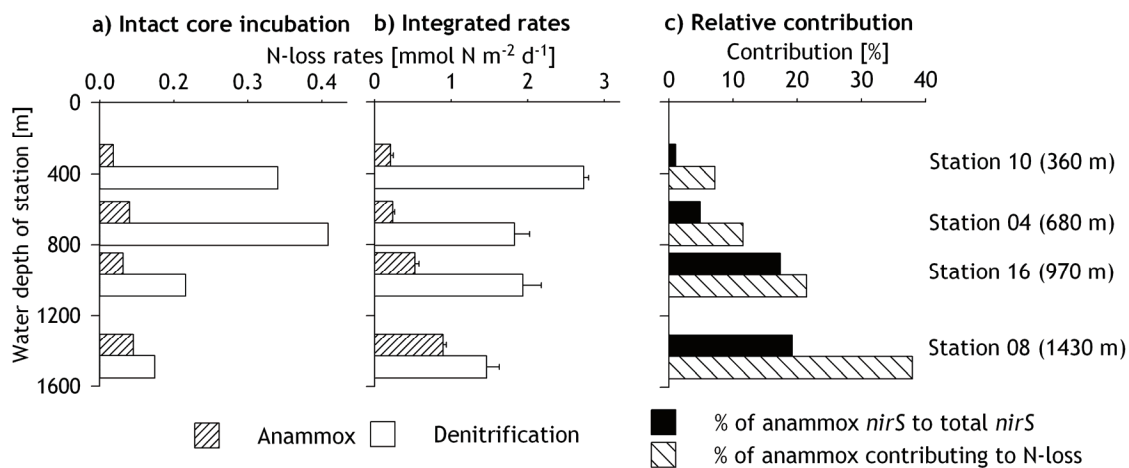 a) Intact core incubation
b) Integrated rates
c) Relative contribution
N-loss rates [mmol N m-2 d-1]
Contribution [%]
0.0 0.1 0.2 0.3 0.4
0 1 2 3
0 10 20 30 40
Water depth of station [m]
0
400
800
1200
1600
Station 10 (360 m)
Station 04 (680 m)
Station 16 (970 m)
Station 08 (1430 m)
Anammox
Denitrification
% of anammox nirS to total nirS
% of anammox contributing to N-loss